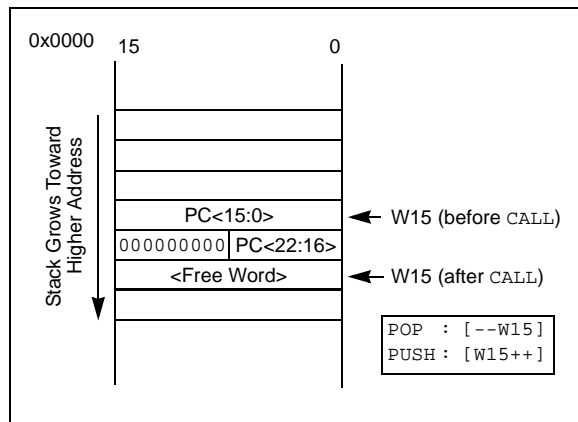 0x0000
15 0
Stack Grows Toward
Higher Address
PC<15:0>
W15 (before CALL)
000000000 PC<22:16>
<Free Word>
W15 (after CALL)
POP : [--W15]
PUSH : [W15++]